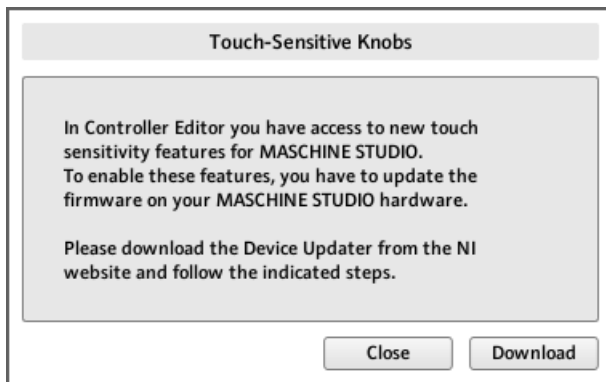 Touch-Sensitive Knobs
In Controller Editor you have access to new touch
sensitivity features for MASCHINE STUDIO.
To enable these features, you have to update the
firmware on your MASCHINE STUDIO hardware.
Please download the Device Updater from the NI
website and follow the indicated steps.
Close
Download